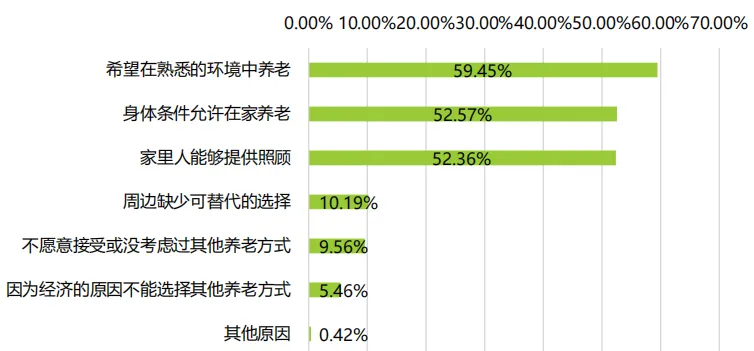 0.00% 10.00% 20.00% 30.00% 40.00% 50.00% 60.00% 70.00%
希望在熟悉的环境中养老 59.45%
身体条件允许在家养老 52.57%
家里人能够提供照顾 52.36%
周边缺少可替代的选择 10.19%
不愿意接受或没考虑过其他养老方式 9.56%
因为经济的原因不能选择其他养老方式 5.46%
其他原因 0.42%